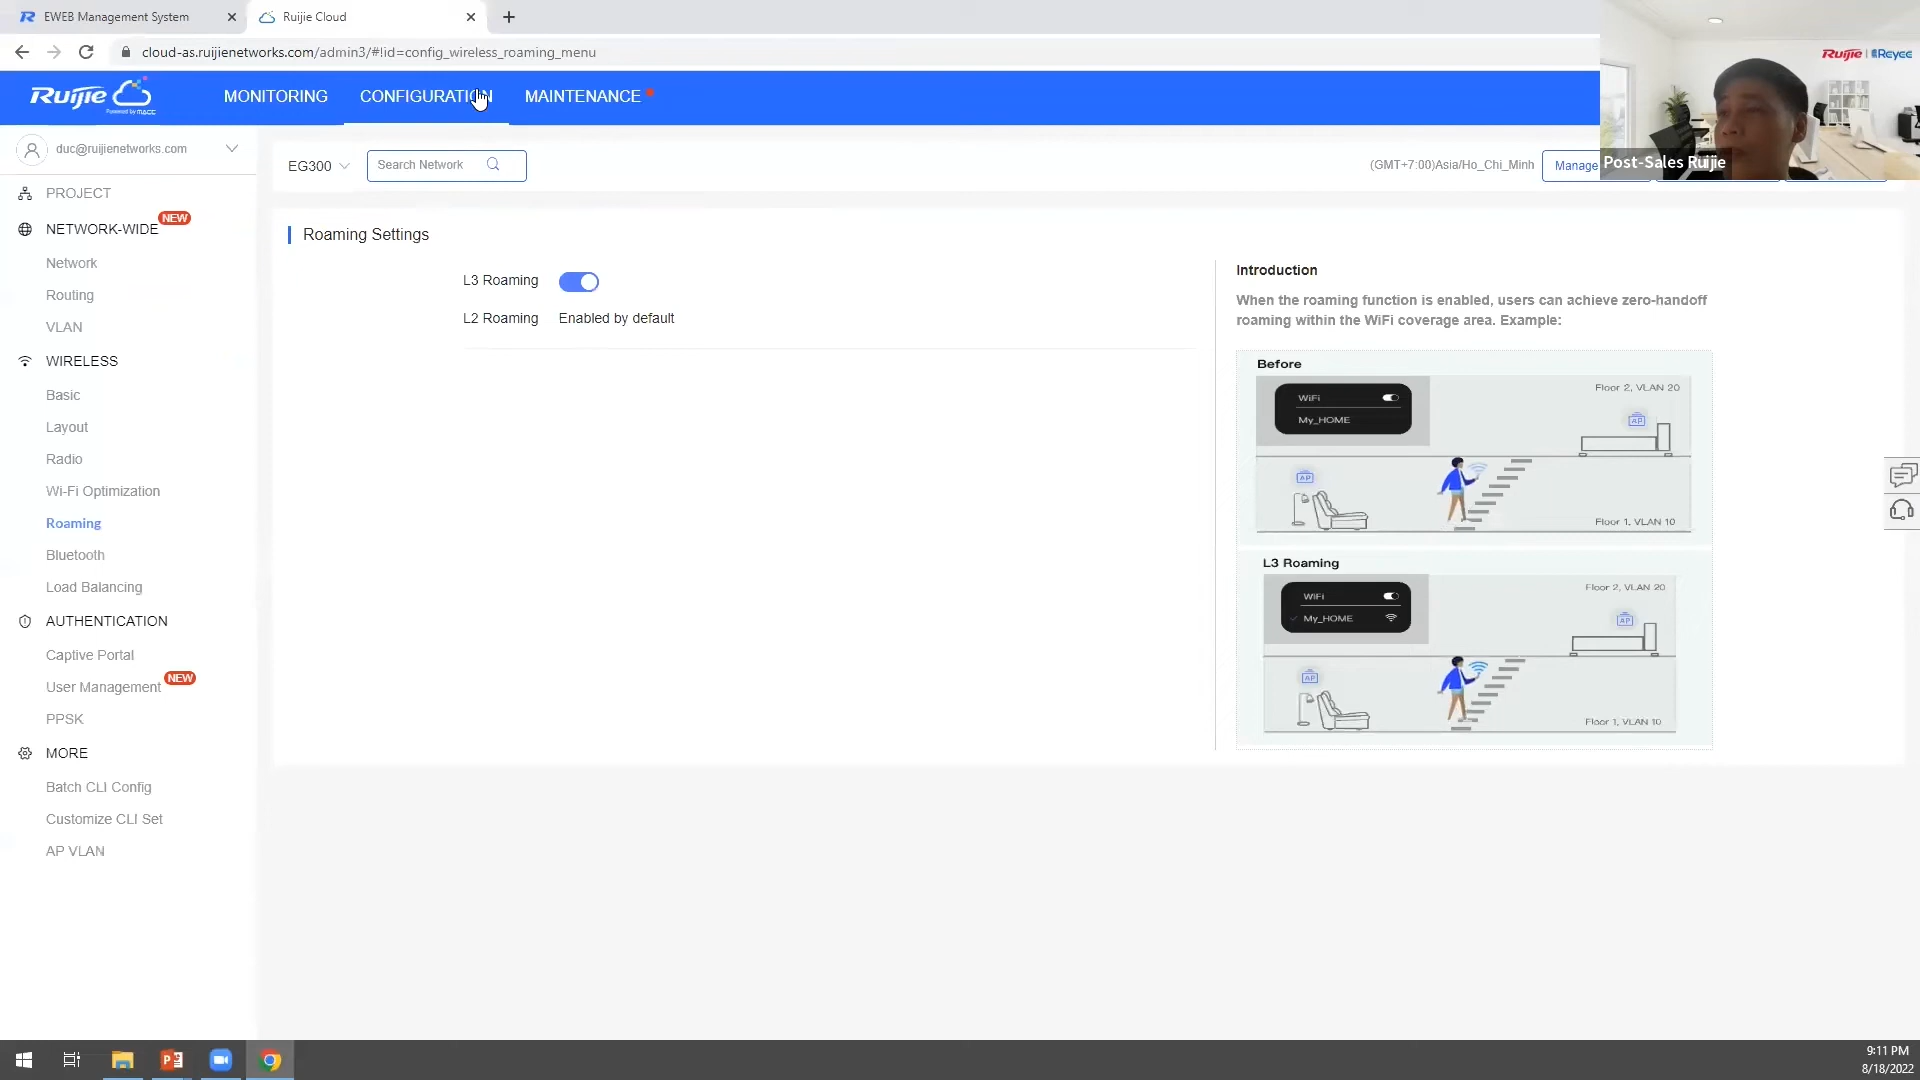 EWEB Management System
Ruijie Cloud
cloud-as.ruijienetworks.com/admin3/#!id=config_wireless_roaming_menu
Ruijie | Reyee
Ruijie
Powered by MACC
MONITORING
CONFIGURATION
MAINTENANCE
Post-Sales Ruijie
duc@ruijienetworks.com
EG300
Search Network
(GMT+7:00)Asia/Ho_Chi_Minh
Manage
PROJECT
NETWORK-WIDE
NEW
Network
Routing
VLAN
WIRELESS
Basic
Layout
Radio
Wi-Fi Optimization
Roaming
Bluetooth
Load Balancing
AUTHENTICATION
Captive Portal
User Management
NEW
PPSK
MORE
Batch CLI Config
Customize CLI Set
AP VLAN
Roaming Settings
L3 Roaming
L2 Roaming
Enabled by default
Introduction
When the roaming function is enabled, users can achieve zero-handoff
roaming within the WiFi coverage area. Example:
Before
WiFi
My_HOME
Floor 2, VLAN 20
AP
AP
Floor 1, VLAN 10
L3 Roaming
WiFi
My_HOME
Floor 2, VLAN 20
AP
AP
Floor 1, VLAN 10
9:11 PM
8/18/2022